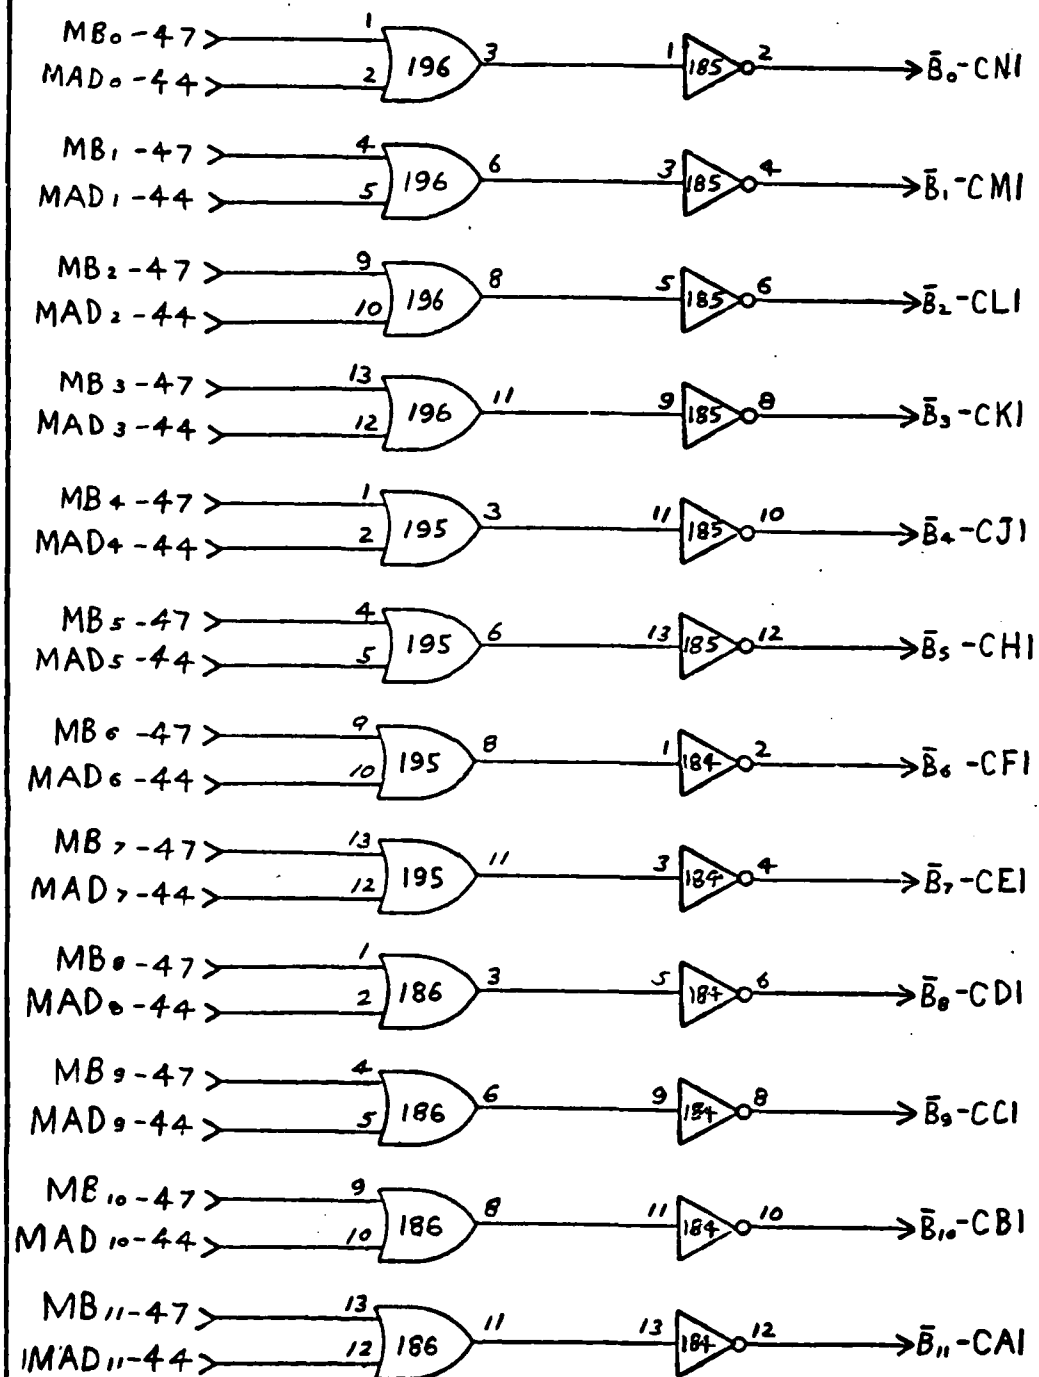 MB₀-47 1 196 3 1 185 2 B̄₀-CN1
MAD₀-44 2
MB₁-47 4 196 6 3 185 4 B̄₁-CM1
MAD₁-44 5
MB₂-47 9 196 8 5 185 6 B̄₂-CL1
MAD₂-44 10
MB₃-47 13 196 11 9 185 8 B̄₃-CK1
MAD₃-44 12
MB₄-47 1 195 3 11 185 10 B̄₄-CJ1
MAD₄-44 2
MB₅-47 4 195 6 13 185 12 B̄₅-CH1
MAD₅-44 5
MB₆-47 9 195 8 1 184 2 B̄₆-CF1
MAD₆-44 10
MB₇-47 13 195 11 3 184 4 B̄₇-CE1
MAD₇-44 12
MB₈-47 1 186 3 5 184 6 B̄₈-CD1
MAD₈-44 2
MB₉-47 4 186 6 9 184 8 B̄₉-CC1
MAD₉-44 5
MB₁₀-47 9 186 8 11 184 10 B̄₁₀-CB1
MAD₁₀-44 10
MB₁₁-47 13 186 11 13 184 12 B̄₁₁-CA1
MAD₁₁-44 12